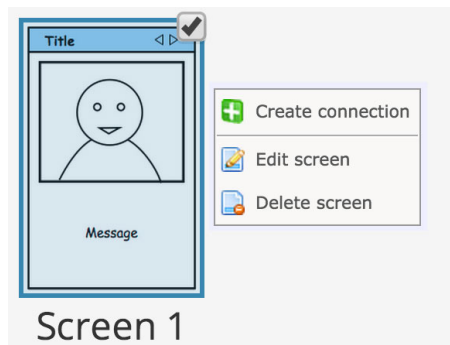 Title
Message
Screen 1
Create connection
Edit screen
Delete screen